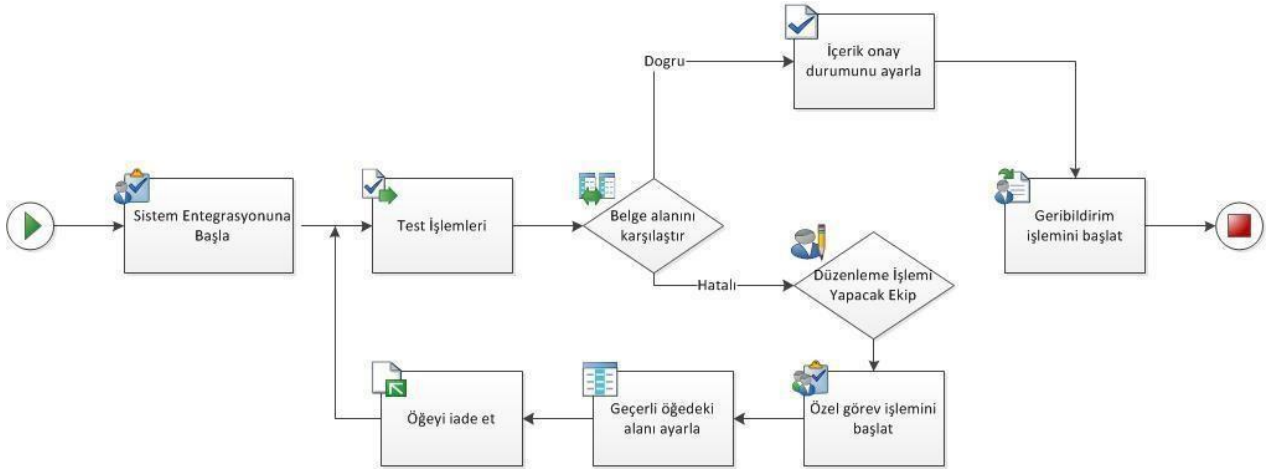 İçerik onay
durumunu ayarla
Dogru
Sistem Entegrasyonuna
Başla
Test İşlemleri
Belge alanını
karşılaştır
Geribildirim
işlemini başlat
Hatalı
Düzenleme İşlemi
Yapacak Ekip
Öğeyi iade et
Geçerli öğedeki
alanı ayarla
Özel görev işlemini
başlat